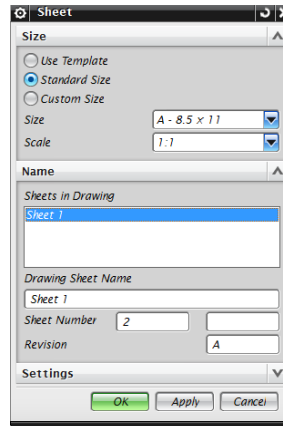 Sheet
Size
Use Template
Standard Size
Custom Size
Size A - 8.5 × 11
Scale 1:1
Name
Sheets in Drawing
Sheet 1
Drawing Sheet Name
Sheet 1
Sheet Number 2
Revision A
Settings
OK Apply Cancel